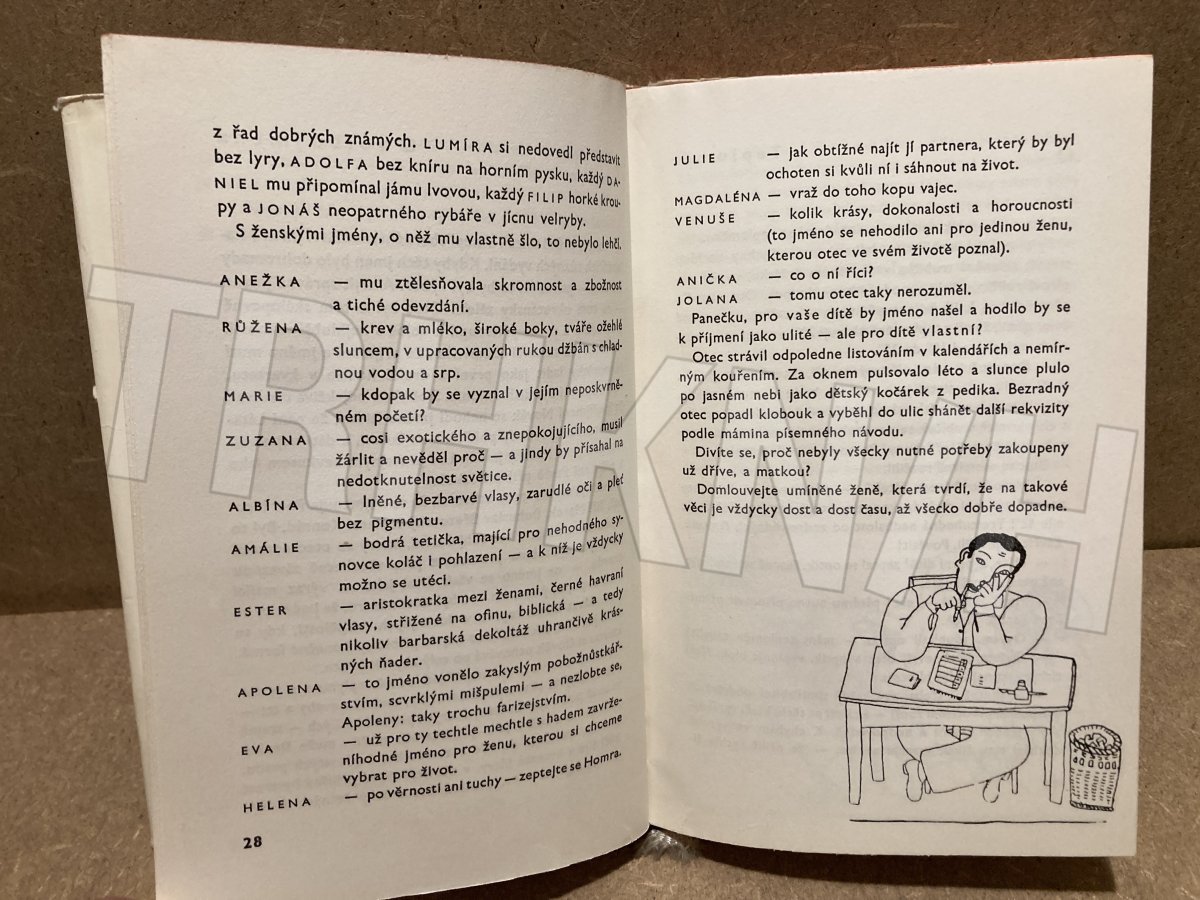 z řad dobrých známých. LUMÍRA si nedovedl představit
bez lyry, ADOLFA bez kníru na horním pysku, každý DA-
NIEL mu připomínal jámu lvovou, každý FILIP horké krou-
py a JONÁŠ neopatrného rybáře v jícnu velryby.
S ženskými jmény, o něž mu vlastně šlo, to nebylo lehčí.
ANEŽKA — mu ztělesňovala skromnost a zbožnost
a tiché odevzdání.
RŮŽENA — krev a mléko, široké boky, tváře ožehlé
sluncem, v upracovaných rukou džbán s chlad-
nou vodou a srp.
MARIE — kdopak by se vyznal v jejím neposkvrně-
ném početí?
ZUZANA — cosi exotického a znepokojujícího, musil
žárlit a nevěděl proč — a jindy by přísahal na
nedotknutelnost světice.
ALBÍNA — lněné, bezbarvé vlasy, zarudlé oči a pleť
bez pigmentu.
AMÁLIE — bodrá tetička, mající pro nehodného sy-
novce koláč i pohlazení — a k níž je vždycky
možno se utéci.
ESTER — aristokratka mezi ženami, černé havraní
vlasy, střižené na ofinu, biblická — a tedy
nikoliv barbarská dekoltáž uhrančivě krás-
ných ňader.
APOLENA — to jméno vonělo zakyslým pobožnůstkář-
stvím, scvrklými mišpulemi — a nezlobte se,
Apoleny: taky trochu farizejstvím.
EVA — už pro ty techtle mechtle s hadem zavrže-
níhodné jméno pro ženu, kterou si chceme
vybrat pro život.
HELENA — po věrnosti ani tuchy — zeptejte se Homra.
28
JULIE — jak obtížné najít jí partnera, který by byl
ochoten si kvůli ní i sáhnout na život.
MAGDALÉNA — vraž do toho kopu vajec.
VENUŠE — kolik krásy, dokonalosti a horoucnosti
(to jméno se nehodilo ani pro jedinou ženu,
kterou otec ve svém životě poznal).
ANIČKA — co o ní říci?
JOLANA — tomu otec taky nerozuměl.
Panečku, pro vaše dítě by jméno našel a hodilo by se
k příjmení jako ulité — ale pro dítě vlastní?
Otec strávil odpoledne listováním v kalendářích a nemír-
ným kouřením. Za oknem pulsovalo léto a slunce plulo
po jasném nebi jako dětský kočárek z pedika. Bezradný
otec popadl klobouk a vyběhl do ulic shánět další rekvizity
podle mámina písemného návodu.
Divíte se, proč nebyly všecky nutné potřeby zakoupeny
už dříve, a matkou?
Domlouvejte umíněné ženě, která tvrdí, že na takové
věci je vždycky dost a dost času, až všecko dobře dopadne.
TRHKNIH